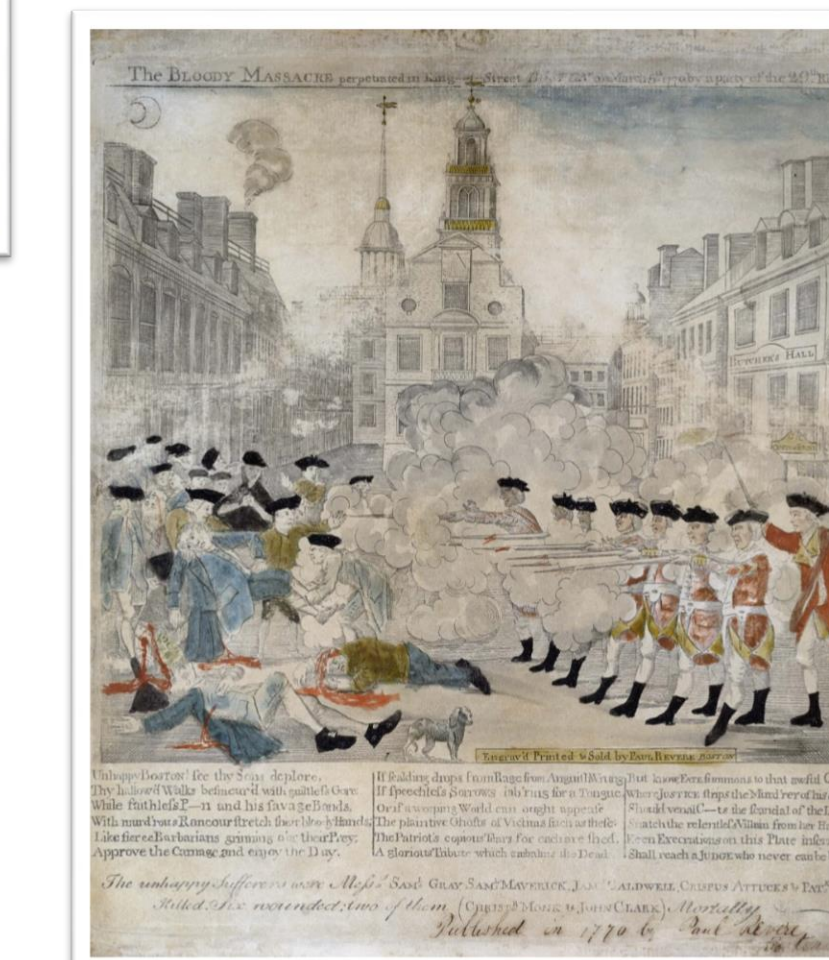 The BLOODY MASSACRE perpetrated in King Street by a party of the 29th
BUTCHER'S HALL
Engrav'd Printed & Sold by PAUL REVERE BOSTON
Unhappy BOSTON! see thy Sons deplore,
Thy hallow'd Walks besmear'd with guiltless Gore:
While faithless P—n and his savage Bands,
With murd'rous Rancour stretch their bloody Hands;
Like fierce Barbarians grinning o'er their Prey;
Approve the Carnage, and enjoy the Day.
If scalding drops from Rage from Anguish Wrung
If speechless Sorrows lab'ring for a Tongue,
Or if a weeping World can ought appease
The plaintive Ghosts of Victims such as these;
The Patriot's copious Tears for each are shed,
A glorious Tribute which embalms the Dead
But know FATE summons to that awful
Where JUSTICE strips the Murd'rer of his
Should venal C—ts the scandal of the
Snatch the relentless Villain from her
Keen Execrations on this Plate
Shall reach a JUDGE who never can be
The unhappy Sufferers were Messs SAML GRAY, SAML MAVERICK, JAMS CALDWELL, CRISPUS ATTUCKS & PATK
Killed. Six wounded; two of them (CHRISTR MONK & JOHN CLARK) Mortally
Published in 1770 by Paul Revere